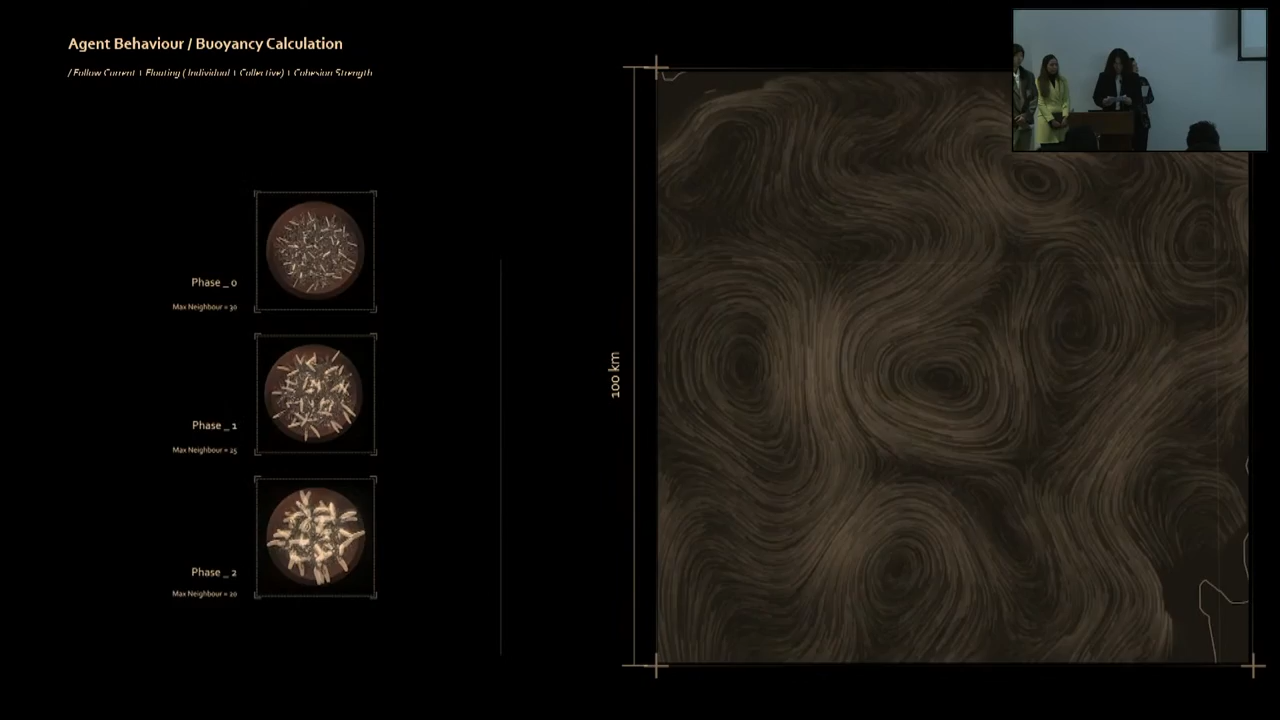 Agent Behaviour / Buoyancy Calculation
/ Follow Current + Floating ( Individual + Collective) + Cohesion Strength
Phase _ 0
Max Neighbour = 30
Phase _ 1
Max Neighbour = 25
Phase _ 2
Max Neighbour = 20
100 km